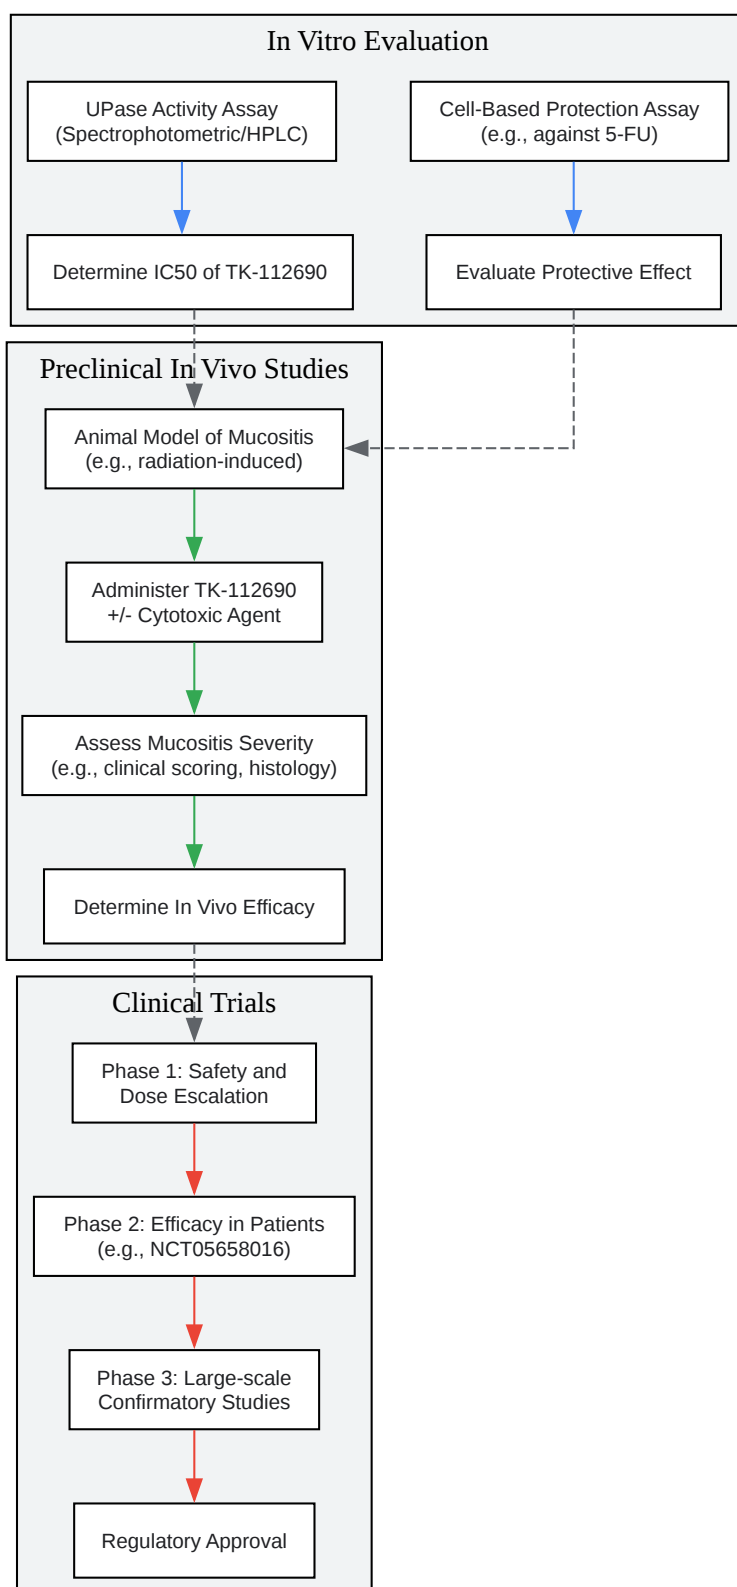 In Vitro Evaluation
UPase Activity Assay
(Spectrophotometric/HPLC)
Cell-Based Protection Assay
(e.g., against 5-FU)
Determine IC50 of TK-112690
Evaluate Protective Effect
Preclinical In Vivo Studies
Animal Model of Mucositis
(e.g., radiation-induced)
Administer TK-112690
+/- Cytotoxic Agent
Assess Mucositis Severity
(e.g., clinical scoring, histology)
Determine In Vivo Efficacy
Clinical Trials
Phase 1: Safety and
Dose Escalation
Phase 2: Efficacy in Patients
(e.g., NCT05658016)
Phase 3: Large-scale
Confirmatory Studies
Regulatory Approval